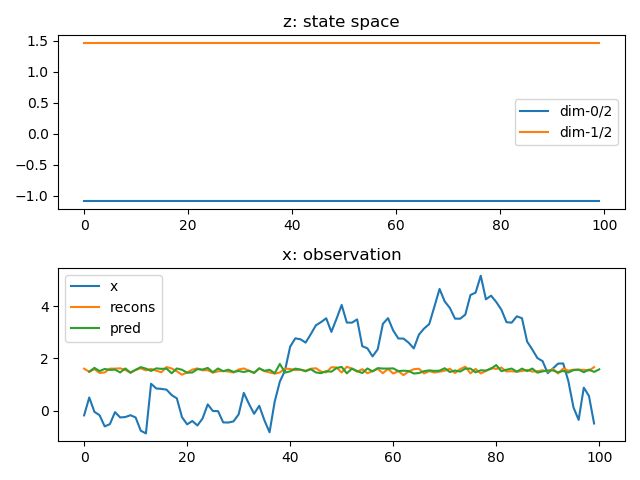 z: state space
1.5
1.0
0.5
0.0
−0.5
−1.0
dim-0/2
dim-1/2
0 20 40 60 80 100
x: observation
4
2
0
x
recons
pred
0 20 40 60 80 100